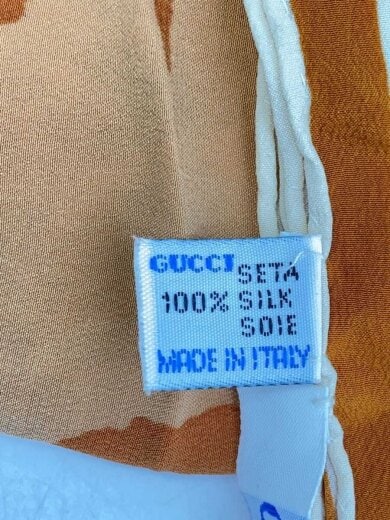 GUCCI
SETA
100% SILK
SOIE
MADE IN ITALY